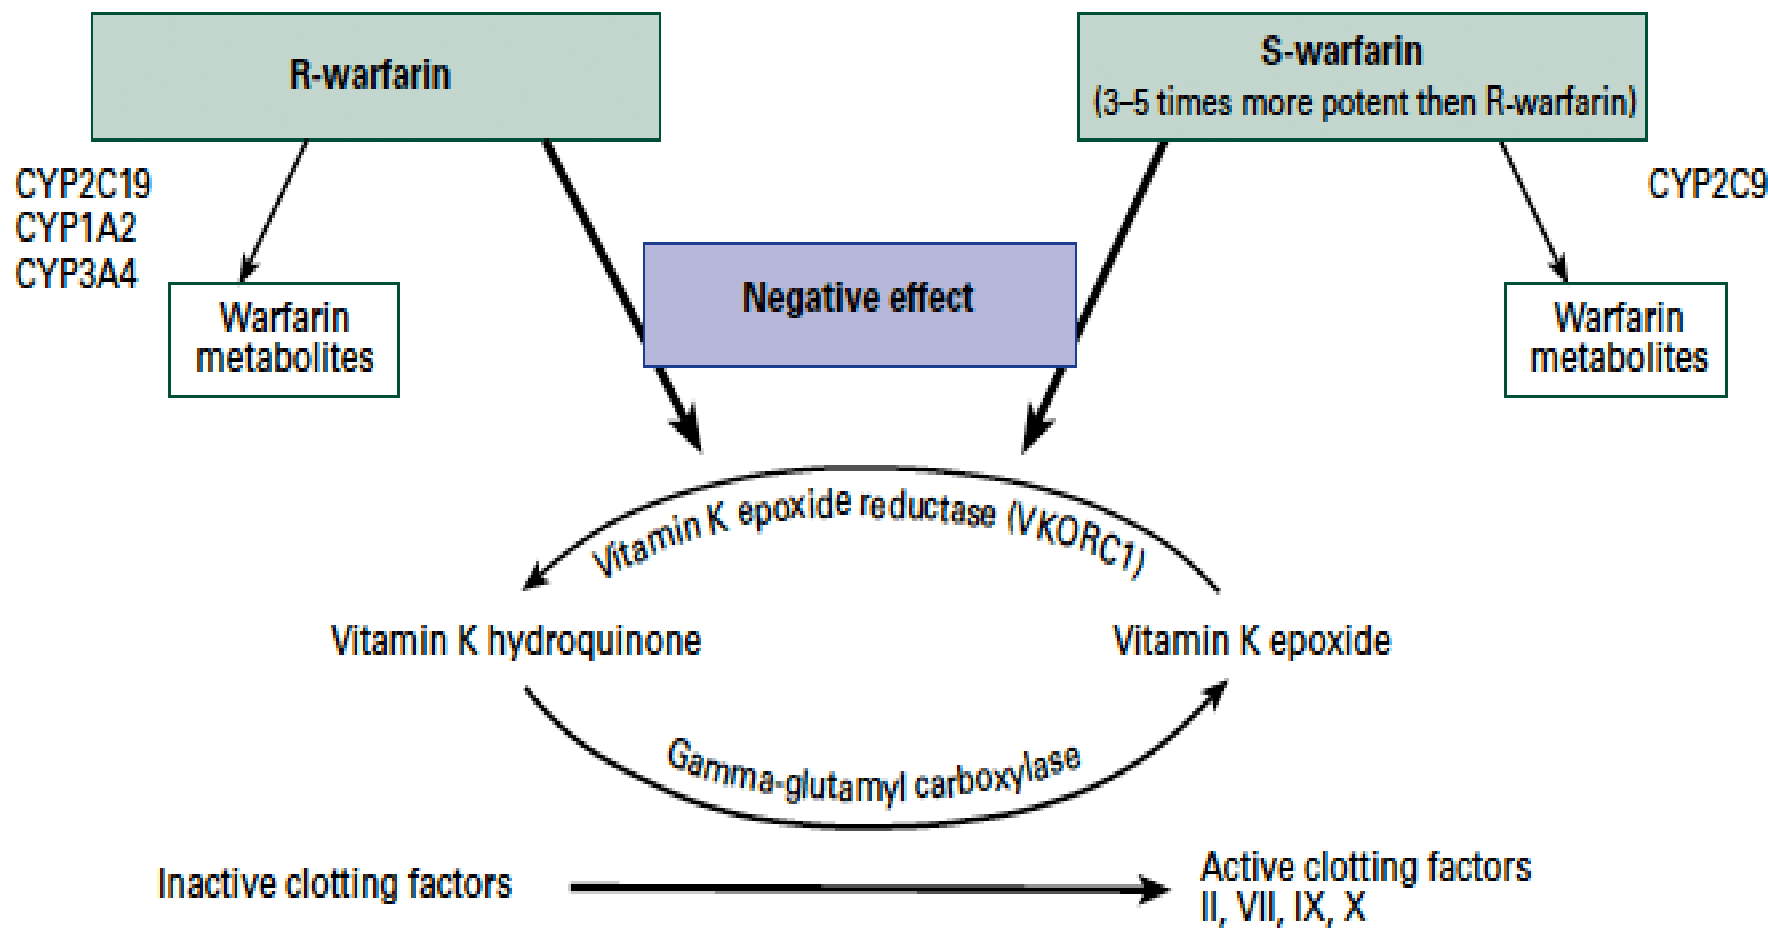 R-warfarin
S-warfarin
(3–5 times more potent then R-warfarin)
CYP2C19
CYP1A2
CYP3A4
CYP2C9
Negative effect
Warfarin
metabolites
Warfarin
metabolites
Vitamin K epoxide reductase (VKORC1)
Vitamin K hydroquinone
Vitamin K epoxide
Gamma-glutamyl carboxylase
Inactive clotting factors
Active clotting factors
II, VII, IX, X